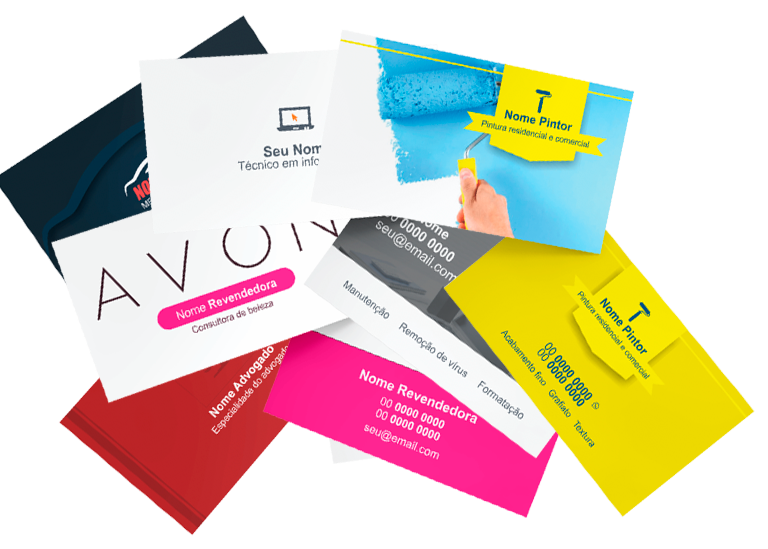 Seu Nom
Técnico em info
Nome Pintor
Pintura residencial e comercial
AVON
Nome Revendedora
Consultora de beleza
00 0000 0000
seu@email.com
Manutenção Remoção de vírus Formatação
Nome Pintor
Pintura residencial e comercial
00 0000 0000
00 0000 0000
Acabamento fino Grafiato Textura
Nome Advogado
Especialidade do advogado
Nome Revendedora
00 0000 0000
00 0000 0000
seu@email.com